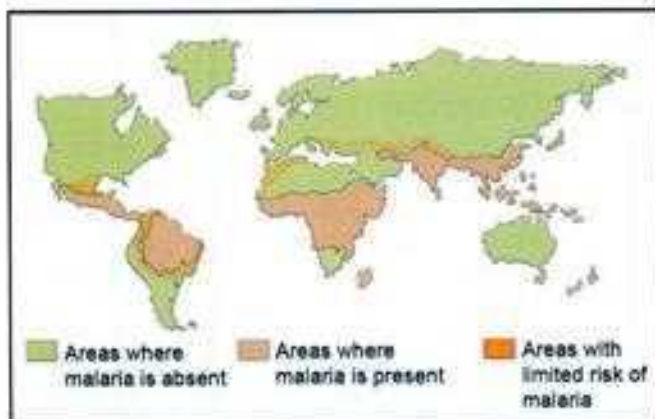 Areas where
malaria is absent
Areas where
malaria is present
Areas with
limited risk of
malaria